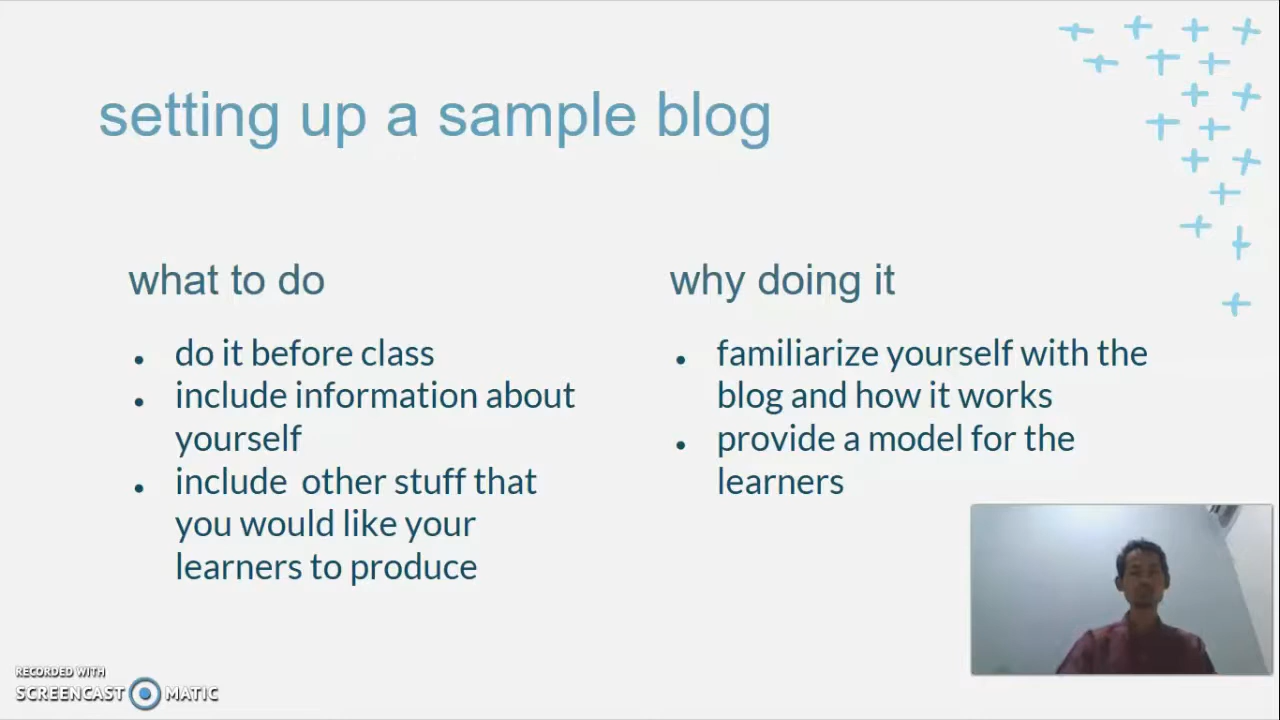 setting up a sample blog
what to do
do it before class
include information about
yourself
include other stuff that
you would like your
learners to produce
why doing it
familiarize yourself with the
blog and how it works
provide a model for the
learners
RECORDED WITH
SCREENCAST MATIC